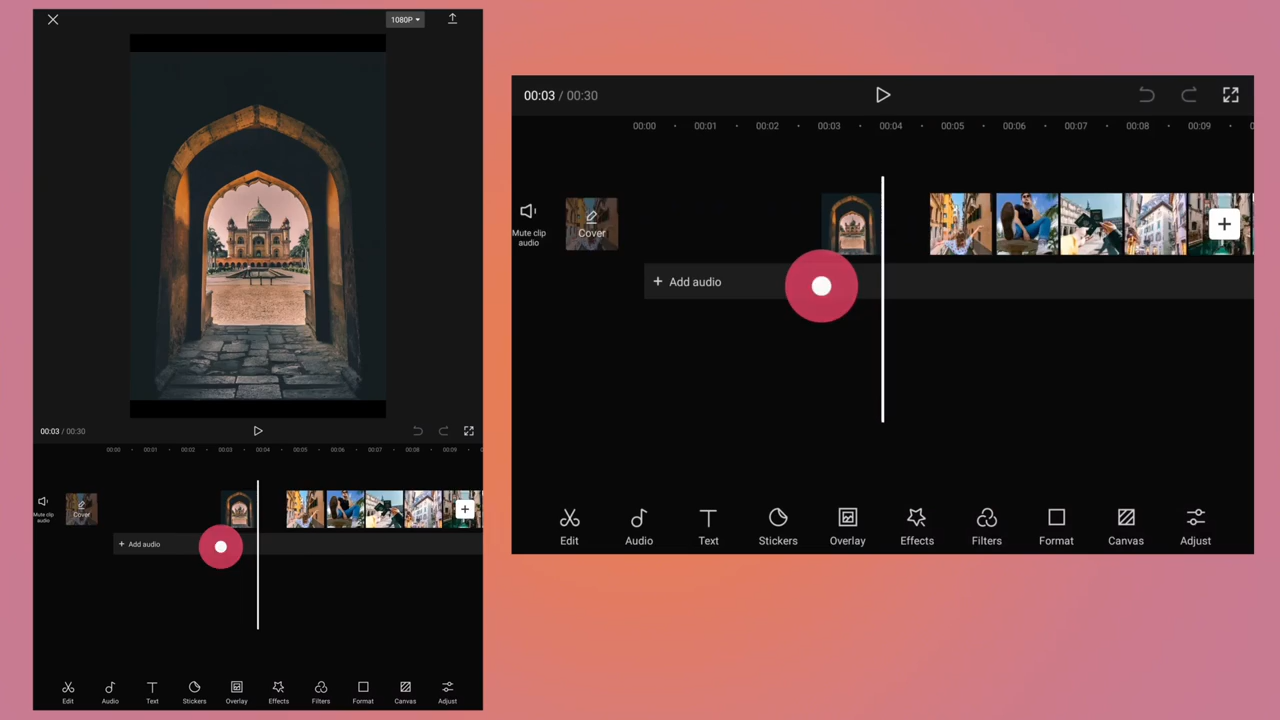 1080P
00:03 / 00:30
00:00 00:01 00:02 00:03 00:04 00:05 00:06 00:07 00:08 00:09
Mute clip audio
Cover
+ Add audio
Edit Audio Text Stickers Overlay Effects Filters Format Canvas Adjust
00:03 / 00:30
00:00 00:01 00:02 00:03 00:04 00:05 00:06 00:07 00:08 00:09
Mute clip
audio
Cover
+ Add audio
Edit Audio Text Stickers Overlay Effects Filters Format Canvas Adjust